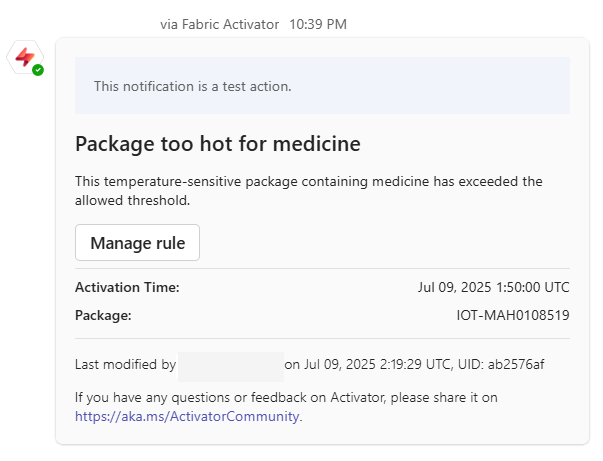 via Fabric Activator 10:39 PM
This notification is a test action.
Package too hot for medicine
This temperature-sensitive package containing medicine has exceeded the
allowed threshold.
Manage rule
Activation Time: Jul 09, 2025 1:50:00 UTC
Package: IOT-MAH0108519
Last modified by on Jul 09, 2025 2:19:29 UTC, UID: ab2576af
If you have any questions or feedback on Activator, please share it on
https://aka.ms/ActivatorCommunity.